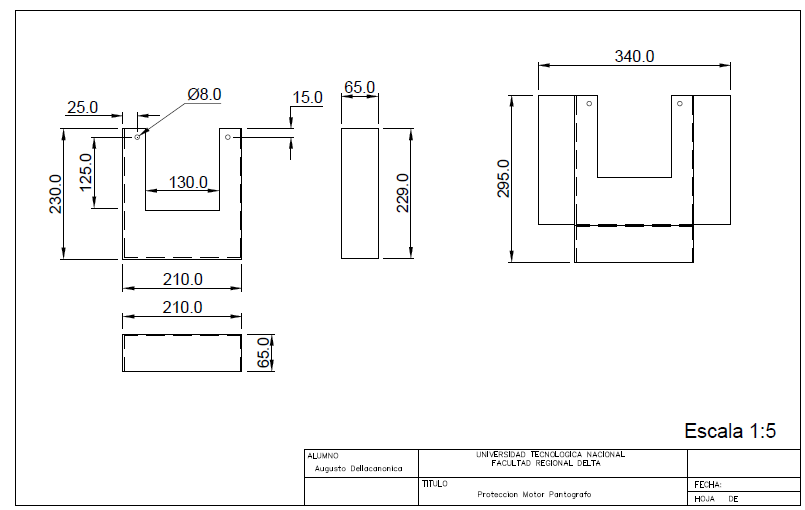 340.0
Ø8.0
65.0
15.0
25.0
130.0
125.0
230.0
229.0
295.0
210.0
210.0
65.0
Escala 1:5
ALUMNO
Augusto Dellacanonica
UNIVERSIDAD TECNOLOGICA NACIONAL
FACULTAD REGIONAL DELTA
TITULO
Proteccion Motor Pantografo
FECHA:
HOJA DE